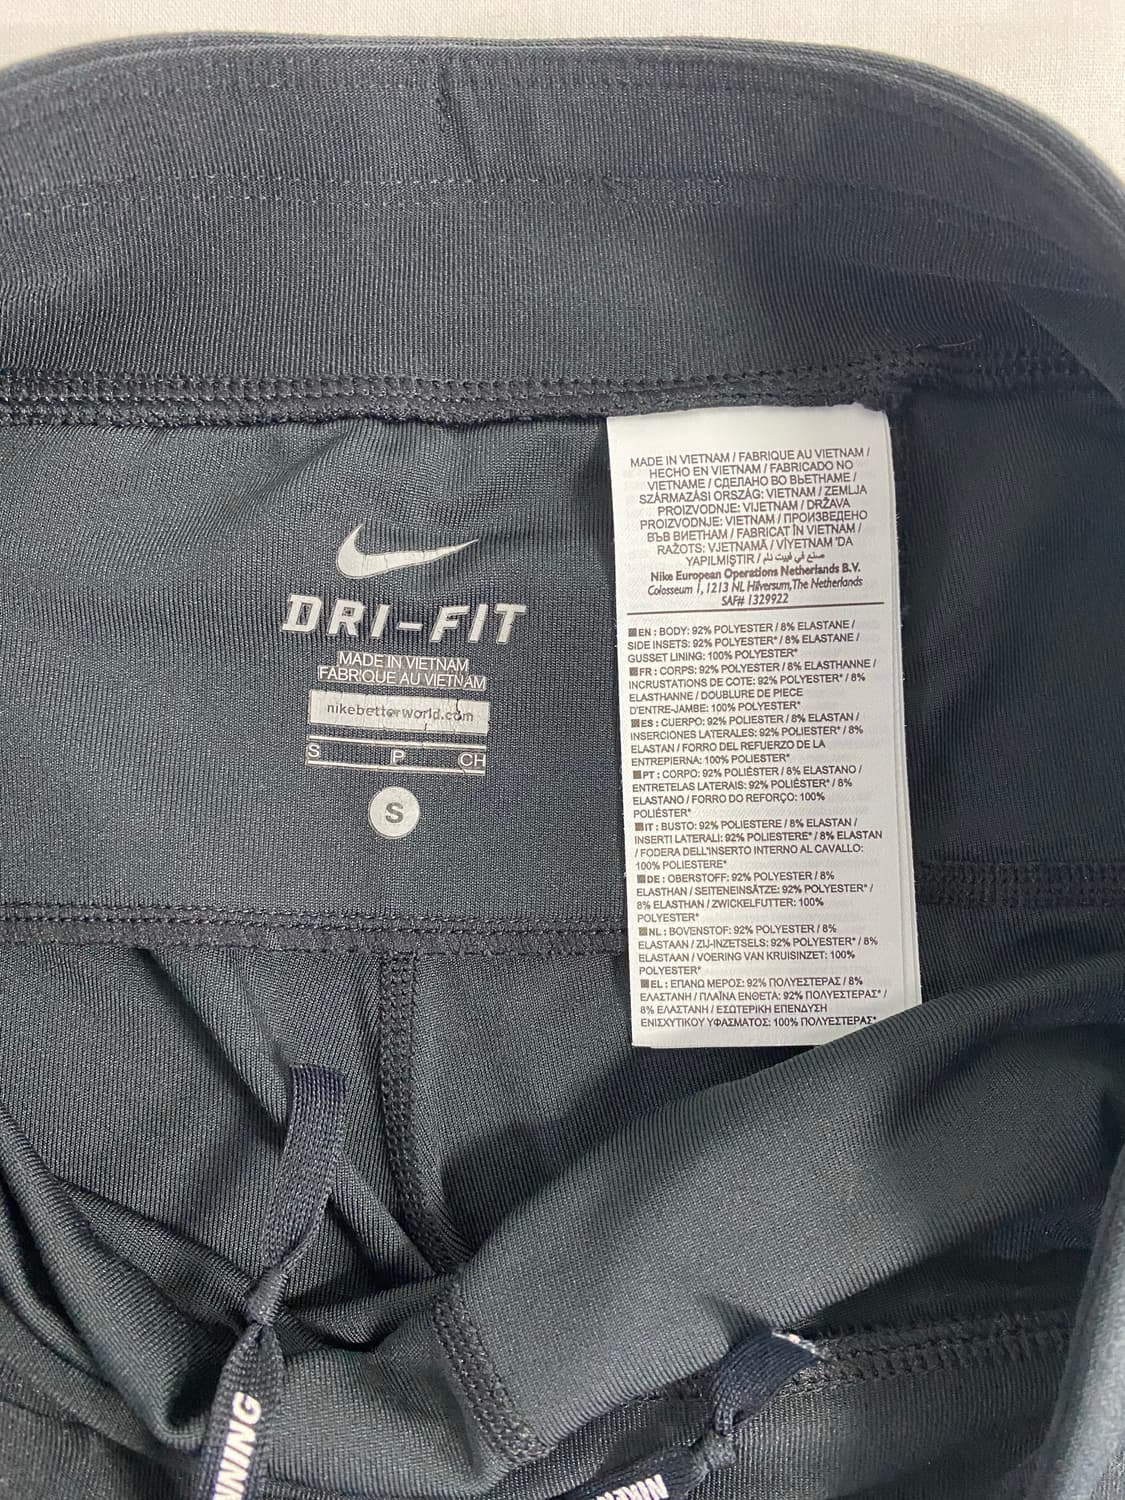 DRI-FIT
MADE IN VIETNAM
FABRIQUE AU VIETNAM
nikebetterworld.com
S P CH
S
MADE IN VIETNAM / FABRIQUE AU VIETNAM /
HECHO EN VIETNAM / FABRICADO NO
VIETNAME / СДЕЛАНО ВО ВЬЕТНАМЕ /
SZÁRMAZÁSI ORSZÁG: VIETNAM / ZEMLJA
PROIZVODNJE: VIJETNAM / DRŽAVA
PROIZVODNJE: VIETNAM / ПРОИЗВЕДЕНО
ВЪВ ВИЕТНАМ / FABRICAT ÎN VIETNAM /
RAŽOTS: VJETNAMĀ / VİYETNAM 'DA
YAPILMIŞTIR / صنع في فييت نام
Nike European Operations Netherlands B.V.
Colosseum 1, 1213 NL Hilversum, The Netherlands
SAF# 1329922
EN : BODY: 92% POLYESTER / 8% ELASTANE /
SIDE INSETS: 92% POLYESTER* / 8% ELASTANE /
GUSSET LINING: 100% POLYESTER*
FR : CORPS: 92% POLYESTER / 8% ELASTHANNE /
INCRUSTATIONS DE COTE: 92% POLYESTER* / 8%
ELASTHANNE / DOUBLURE DE PIECE
D'ENTRE-JAMBE: 100% POLYESTER*
ES : CUERPO: 92% POLIESTER / 8% ELASTAN /
INSERCIONES LATERALES: 92% POLIESTER* / 8%
ELASTAN / FORRO DEL REFUERZO DE LA
ENTREPIERNA: 100% POLIESTER*
PT : CORPO: 92% POLIÉSTER / 8% ELASTANO /
ENTRETELAS LATERAIS: 92% POLIÉSTER* / 8%
ELASTANO / FORRO DO REFORÇO: 100%
POLIÉSTER*
IT : BUSTO: 92% POLIESTERE / 8% ELASTAN /
INSERTI LATERALI: 92% POLIESTERE* / 8% ELASTAN
/ FODERA DELL'INSERTO INTERNO AL CAVALLO:
100% POLIESTERE*
DE : OBERSTOFF: 92% POLYESTER / 8%
ELASTHAN / SEITENEINSÄTZE: 92% POLYESTER* /
8% ELASTHAN / ZWICKELFUTTER: 100%
POLYESTER*
NL : BOVENSTOF: 92% POLYESTER / 8%
ELASTAAN / ZIJ-INZETSELS: 92% POLYESTER* / 8%
ELASTAAN / VOERING VAN KRUISINZET: 100%
POLYESTER*
EL : ΕΠΑΝΩ ΜΕΡΟΣ: 92% ΠΟΛΥΕΣΤΕΡΑΣ / 8%
ΕΛΑΣΤΑΝΗ / ΠΛΑΪΝΑ ΕΝΘΕΤΑ: 92% ΠΟΛΥΕΣΤΕΡΑΣ* /
8% ΕΛΑΣΤΑΝΗ / ΕΣΩΤΕΡΙΚΗ ΕΠΕΝΔΥΣΗ
ΕΝΙΣΧΥΤΙΚΟΥ ΥΦΑΣΜΑΤΟΣ: 100% ΠΟΛΥΕΣΤΕΡΑΣ*
NNING
NIKE